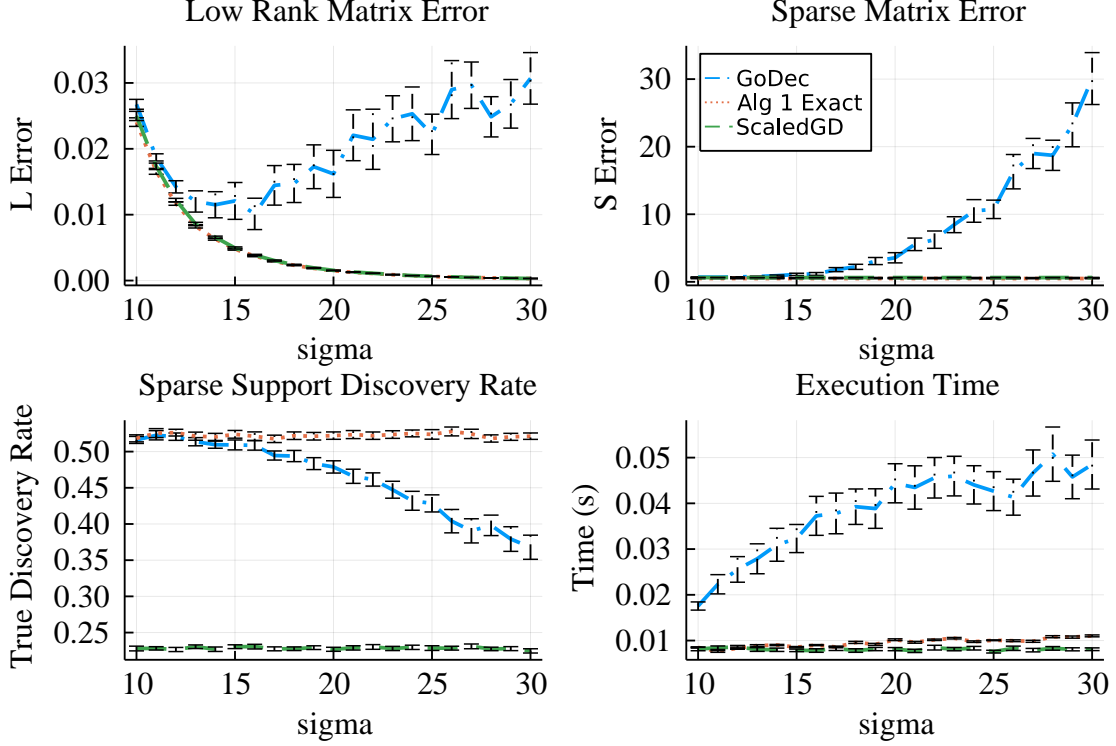 Low Rank Matrix Error
L Error
0.03
0.02
0.01
0.00
10 15 20 25 30
sigma
Sparse Matrix Error
S Error
30
20
10
0
GoDec
Alg 1 Exact
ScaledGD
10 15 20 25 30
sigma
Sparse Support Discovery Rate
True Discovery Rate
0.50
0.45
0.40
0.35
0.30
0.25
10 15 20 25 30
sigma
Execution Time
Time (s)
0.05
0.04
0.03
0.02
0.01
10 15 20 25 30
sigma